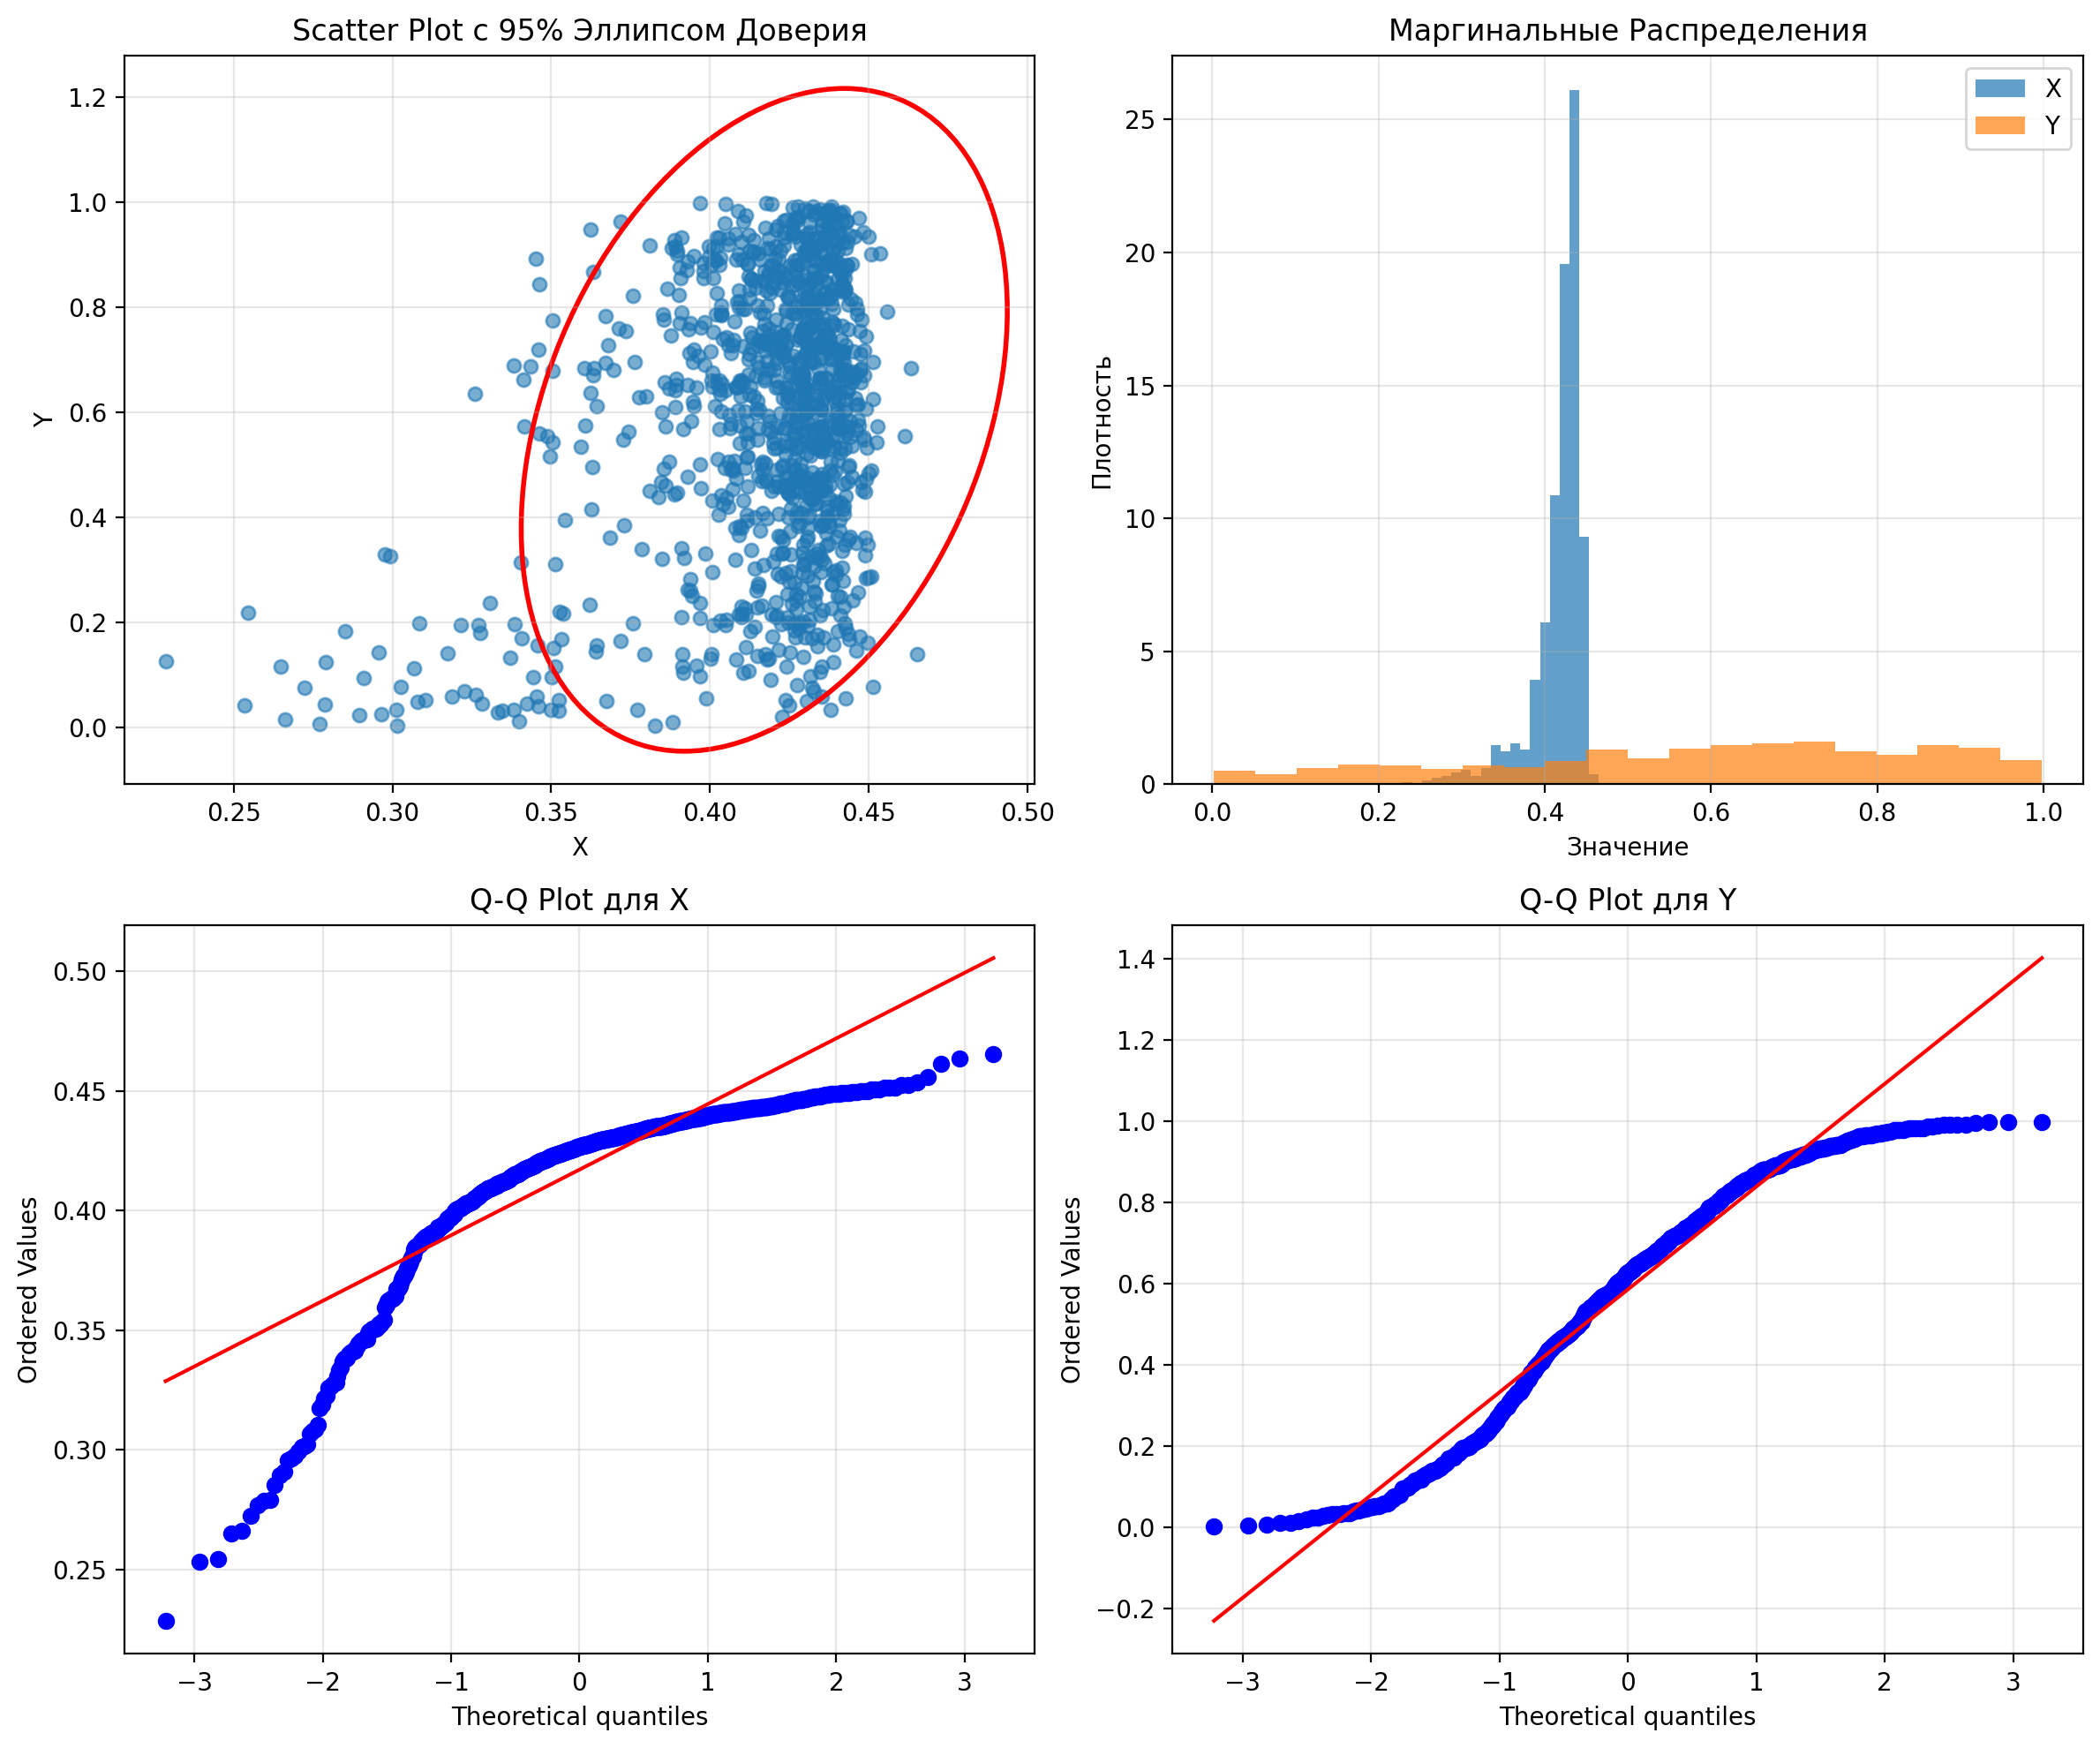 Scatter Plot с 95% Эллипсом Доверия
1.2
1.0
0.8
0.6
0.4
0.2
0.0
Y
0.25 0.30 0.35 0.40 0.45 0.50
X
Маргинальные Распределения
X
Y
25
20
15
10
5
0
Плотность
0.0 0.2 0.4 0.6 0.8 1.0
Значение
Q-Q Plot для X
0.50
0.45
0.40
0.35
0.30
0.25
Ordered Values
−3 −2 −1 0 1 2 3
Theoretical quantiles
Q-Q Plot для Y
1.4
1.2
1.0
0.8
0.6
0.4
0.2
0.0
−0.2
Ordered Values
−3 −2 −1 0 1 2 3
Theoretical quantiles